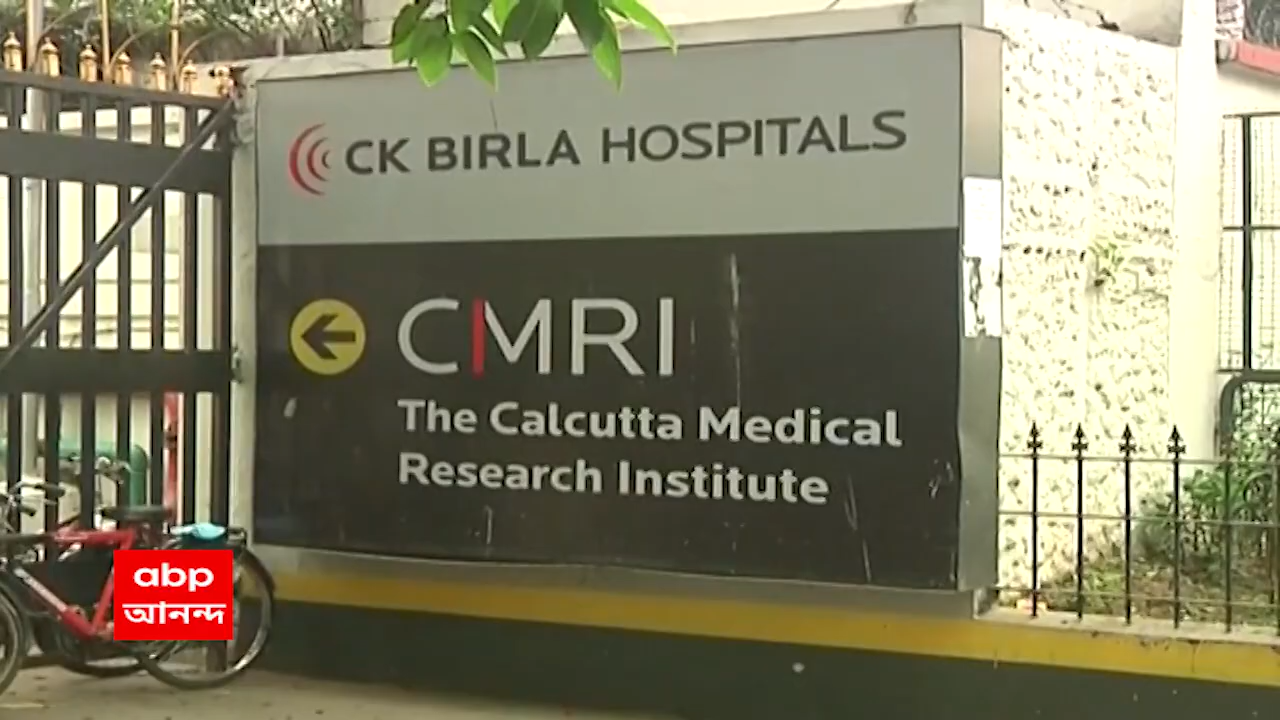 CK BIRLA HOSPITALS
CMRI
The Calcutta Medical
Research Institute
abp
আনন্দ